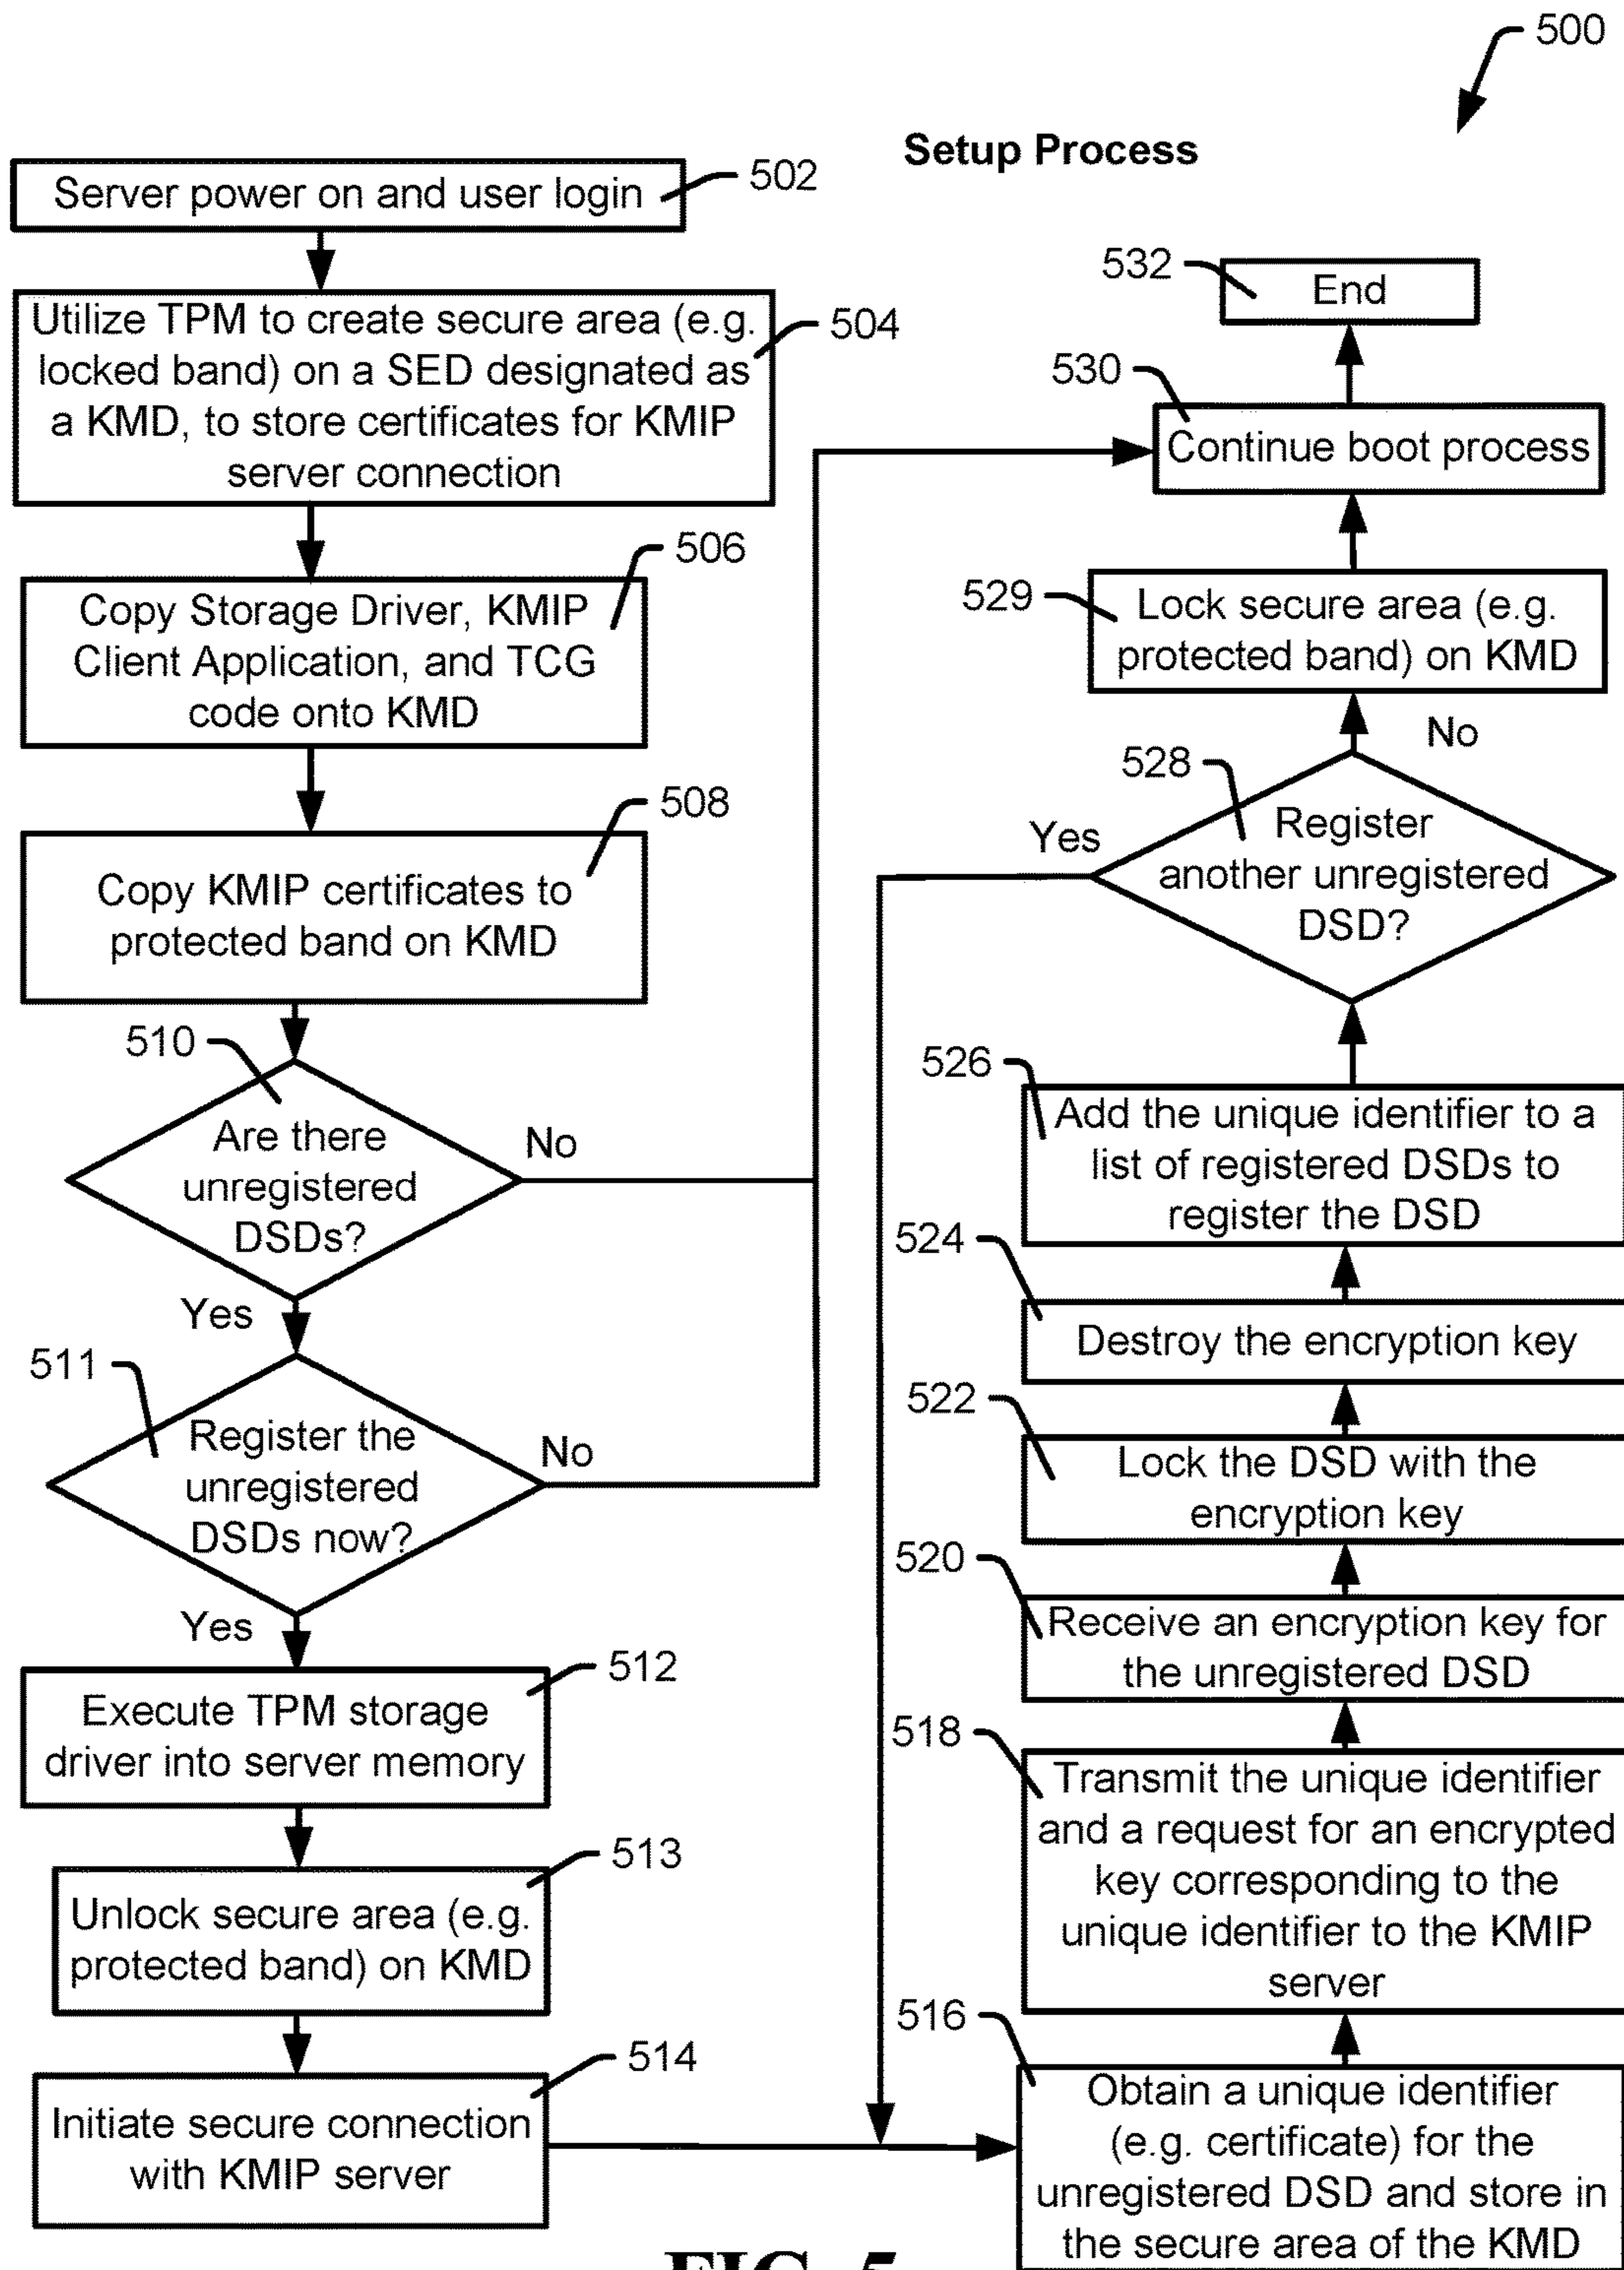 500
Setup Process
Server power on and user login
502
Utilize TPM to create secure area (e.g.
locked band) on a SED designated as
a KMD, to store certificates for KMIP
server connection
504
Copy Storage Driver, KMIP
Client Application, and TCG
code onto KMD
506
Copy KMIP certificates to
protected band on KMD
508
510
Are there
unregistered
DSDs?
No
Yes
511
Register the
unregistered
DSDs now?
No
Yes
Execute TPM storage
driver into server memory
512
Unlock secure area (e.g.
protected band) on KMD
513
Initiate secure connection
with KMIP server
514
532
End
530
Continue boot process
529
Lock secure area (e.g.
protected band) on KMD
No
528
Yes
Register
another unregistered
DSD?
526
Add the unique identifier to a
list of registered DSDs to
register the DSD
524
Destroy the encryption key
522
Lock the DSD with the
encryption key
520
Receive an encryption key for
the unregistered DSD
518
Transmit the unique identifier
and a request for an encrypted
key corresponding to the
unique identifier to the KMIP
server
516
Obtain a unique identifier
(e.g. certificate) for the
unregistered DSD and store in
the secure area of the KMD
FIG. 5